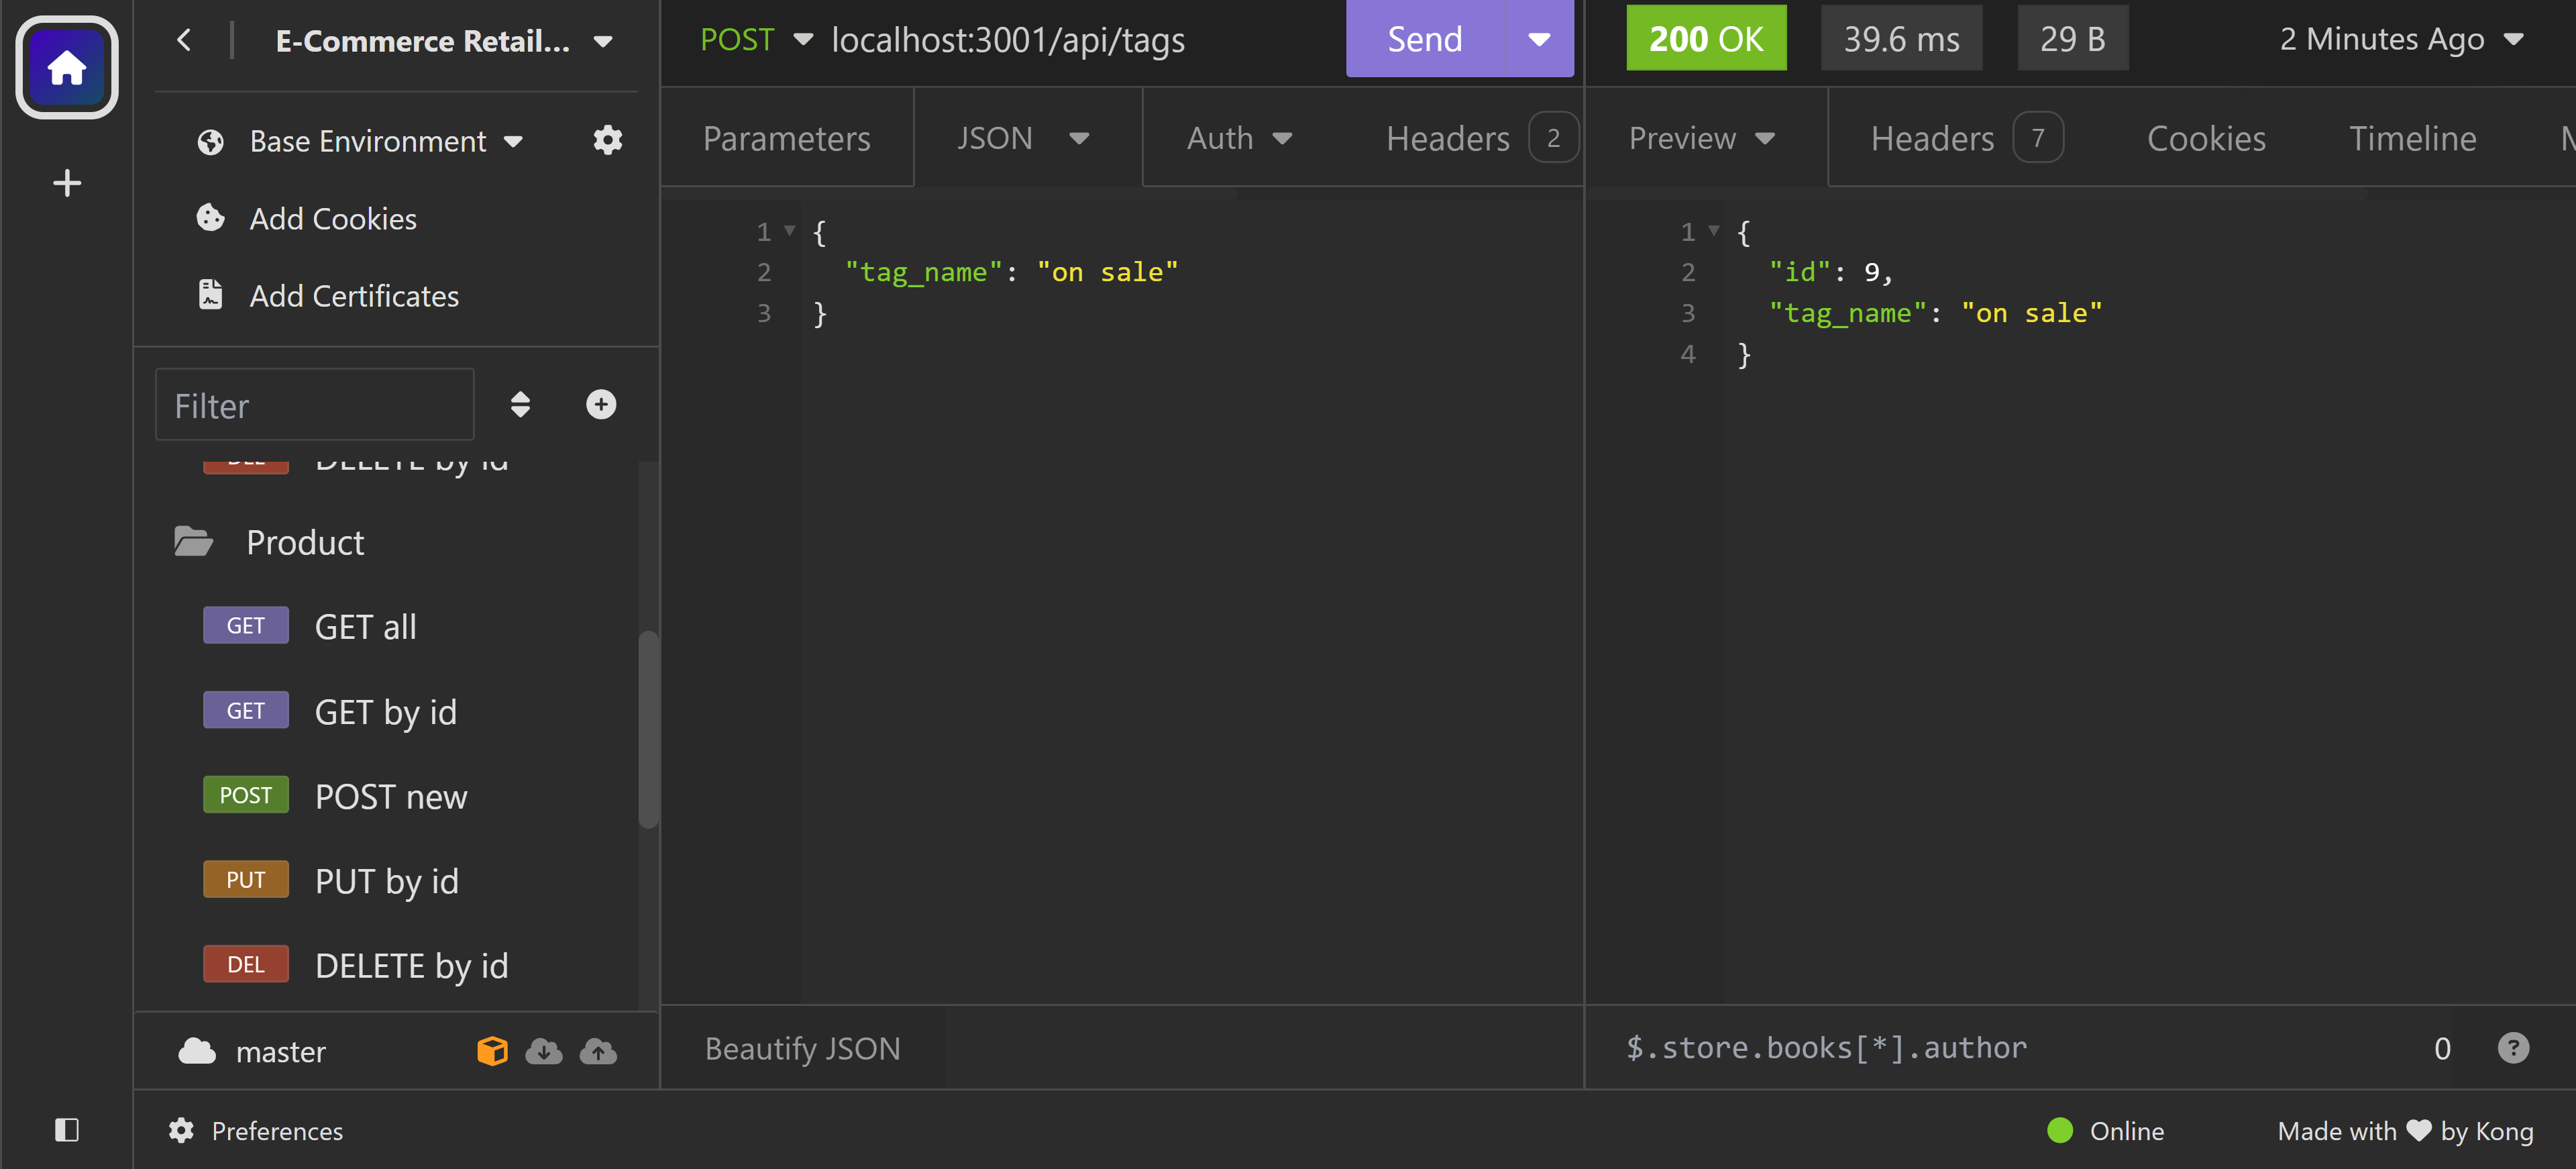 E-Commerce Retail...
Base Environment
Add Cookies
Add Certificates
Filter
DEL DELETE by id
Product
GET GET all
GET GET by id
POST POST new
PUT PUT by id
DEL DELETE by id
master
POST localhost:3001/api/tags Send
Parameters JSON Auth Headers 2
1 {
2 "tag_name": "on sale"
3 }
Beautify JSON
200 OK 39.6 ms 29 B 2 Minutes Ago
Preview Headers 7 Cookies Timeline
1 {
2 "id": 9,
3 "tag_name": "on sale"
4 }
$.store.books[*].author 0 ?
Preferences Online Made with ♥ by Kong